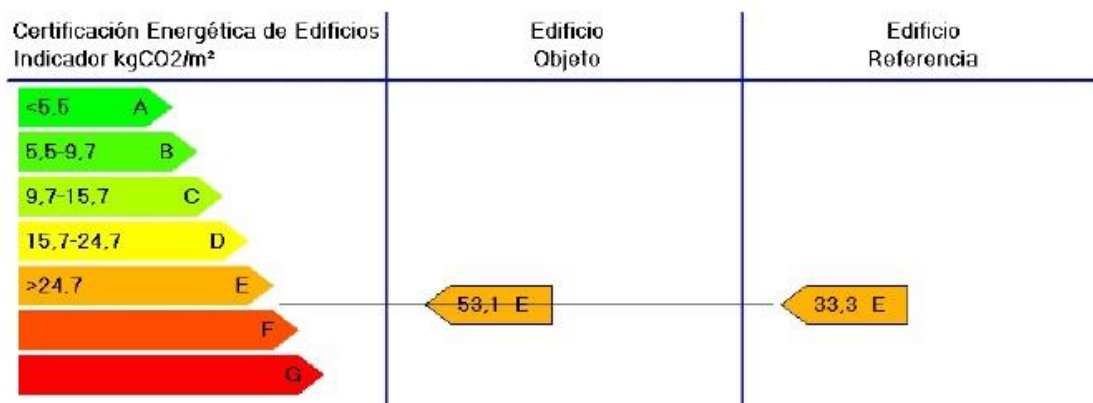 Certificación Energética de Edificios
Indicador kgCO2/m²
Edificio
Objeto
Edificio
Referencia
<5.5 A
5,5-9,7 B
9,7-15,7 C
15,7-24,7 D
>24.7 E
53,1 E
33,3 E
F
G